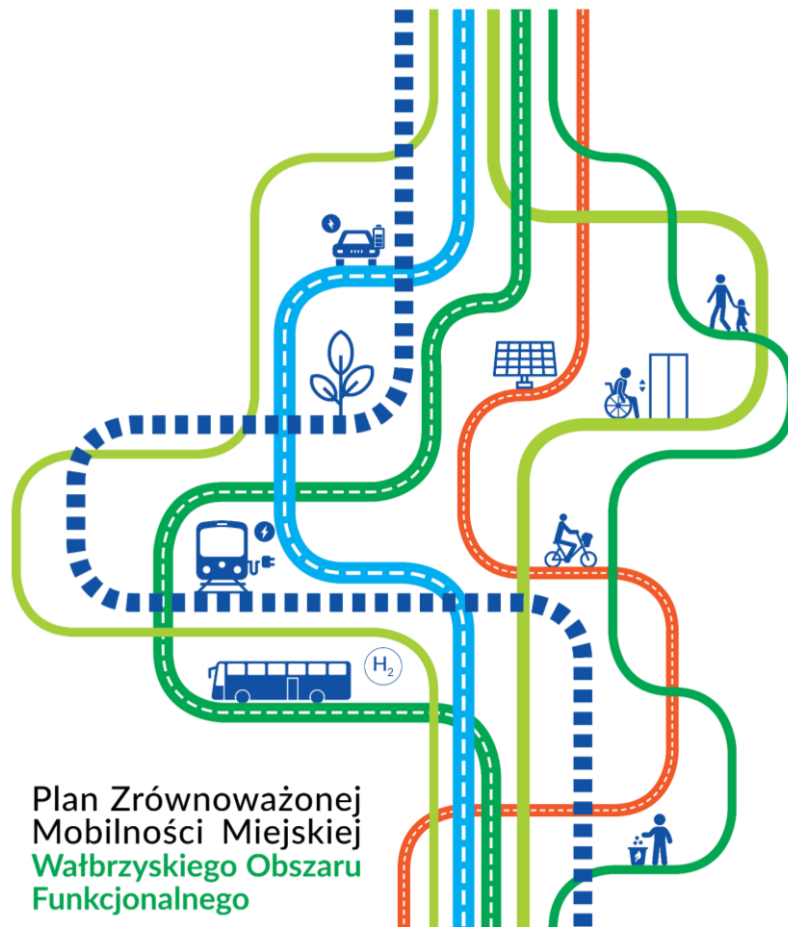 H₂
Plan Zrównoważonej
Mobilności Miejskiej
Wałbrzyskiego Obszaru
Funkcjonalnego